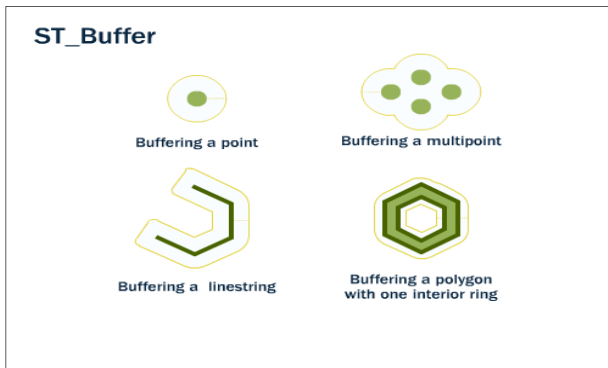 ST_Buffer
Buffering a point
Buffering a multipoint
Buffering a linestring
Buffering a polygon
with one interior ring